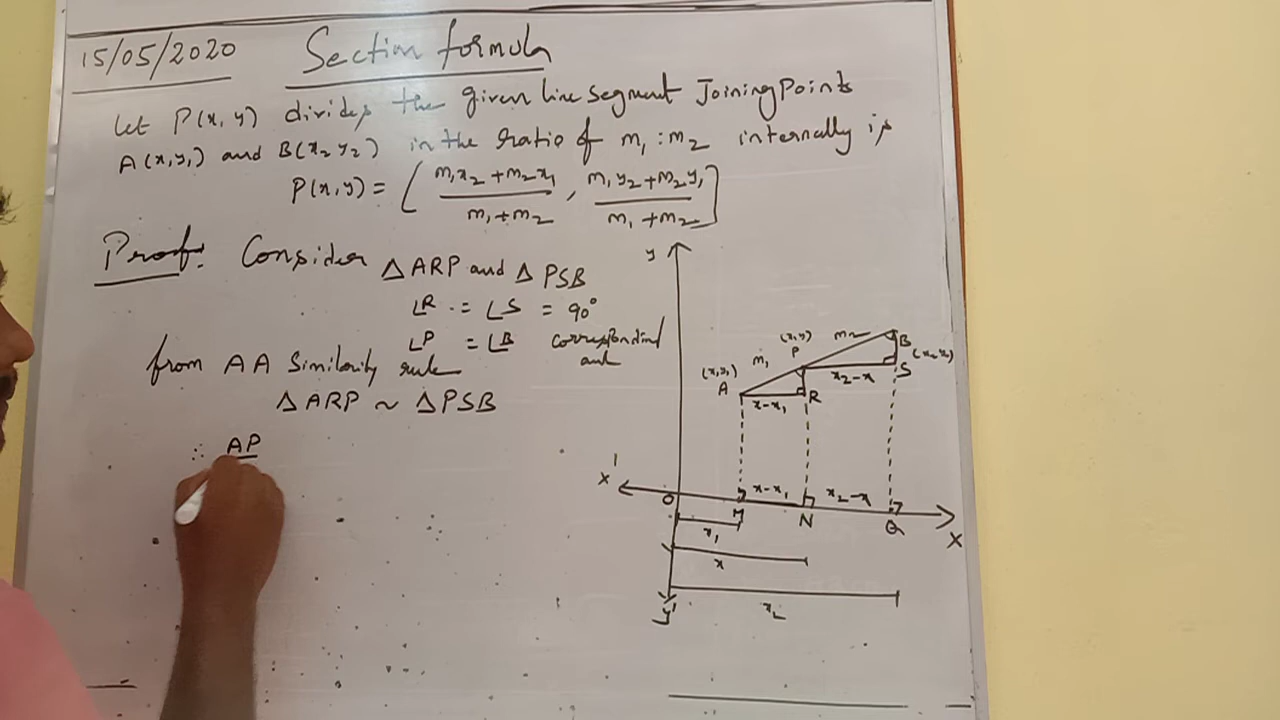 15/05/2020 Section formula
Let P(x, y) divides the given line segment Joining Points
A(x, y₁) and B(x₂ y₂) in the ratio of m₁ : m₂ internally is
P(x, y) = [ m₁x₂ + m₂x₁ / m₁ + m₂ , m₁y₂ + m₂y₁ / m₁ + m₂ ]
Proof: Consider △ARP and △PSB
∠R = ∠S = 90°
∠P = ∠B corresponding
from AA Similarity rule
△ARP ~ △PSB
∴ AP
y
(x, y)
P
m₁
m₂
B
(x₂ y₂)
S
x₂-x
(x, y₁)
A
x-x₁
R
x'
O
x-x₁
x₂-x
M
N
Q
X
x₁
x
x₂
y'